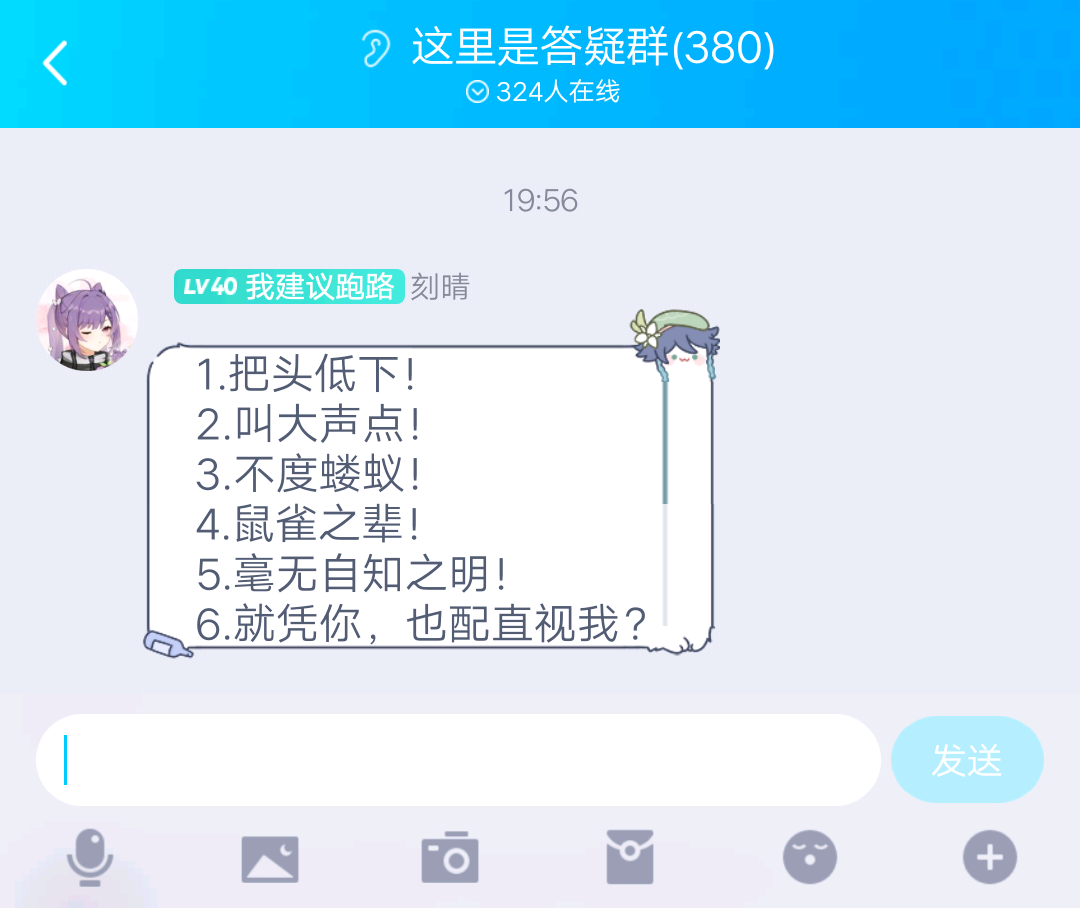 这里是答疑群(380)
324人在线
19:56
LV40 我建议跑路 刻晴
1.把头低下！
2.叫大声点！
3.不度蝼蚁！
4.鼠雀之辈！
5.毫无自知之明！
6.就凭你，也配直视我？
发送